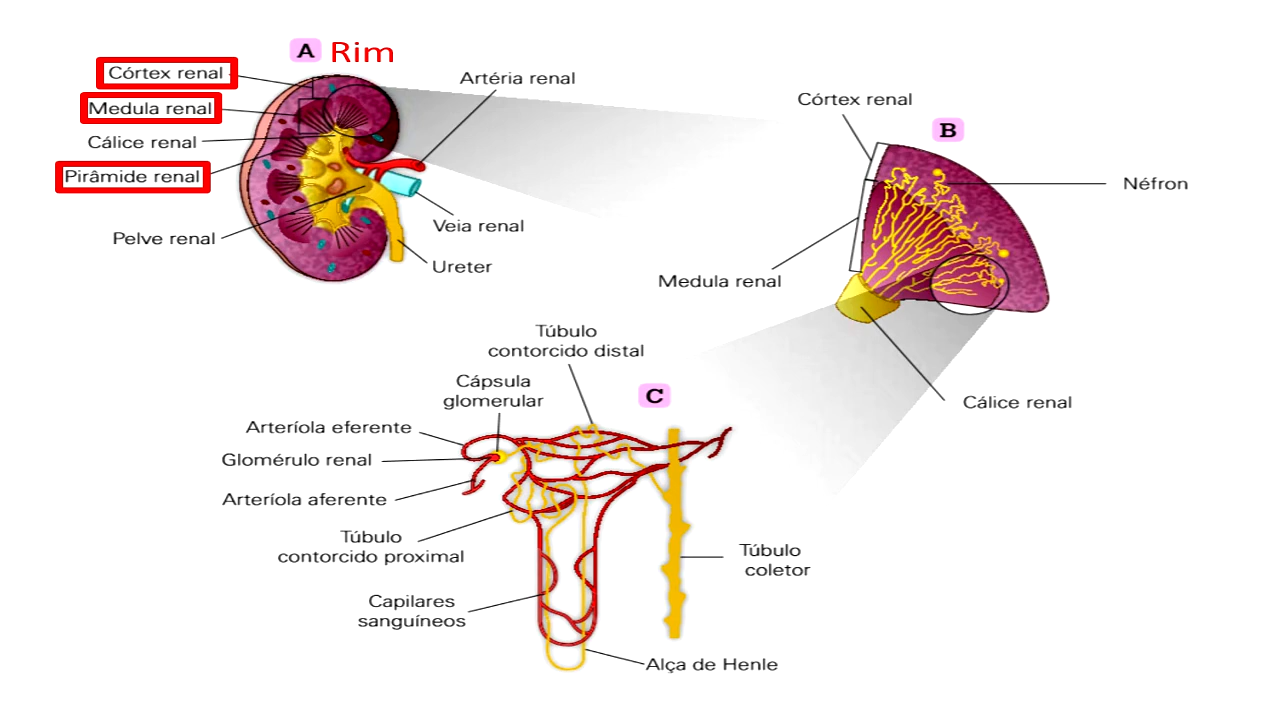 A Rim
Córtex renal
Medula renal
Cálice renal
Pirâmide renal
Pelve renal
Artéria renal
Veia renal
Ureter
B
Córtex renal
Néfron
Medula renal
Cálice renal
C
Túbulo
contorcido distal
Cápsula
glomerular
Arteríola eferente
Glomérulo renal
Arteríola aferente
Túbulo
contorcido proximal
Capilares
sanguíneos
Túbulo
coletor
Alça de Henle